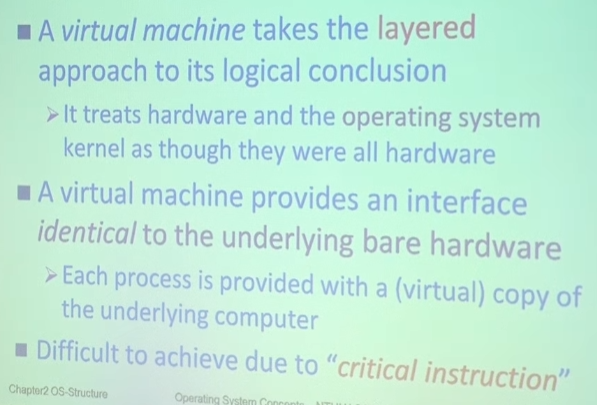 ■ A virtual machine takes the layered
approach to its logical conclusion
➢ It treats hardware and the operating system
kernel as though they were all hardware
■ A virtual machine provides an interface
identical to the underlying bare hardware
➢ Each process is provided with a (virtual) copy of
the underlying computer
■ Difficult to achieve due to “critical instruction”
Chapter2 OS-Structure
Operating System Concepts –